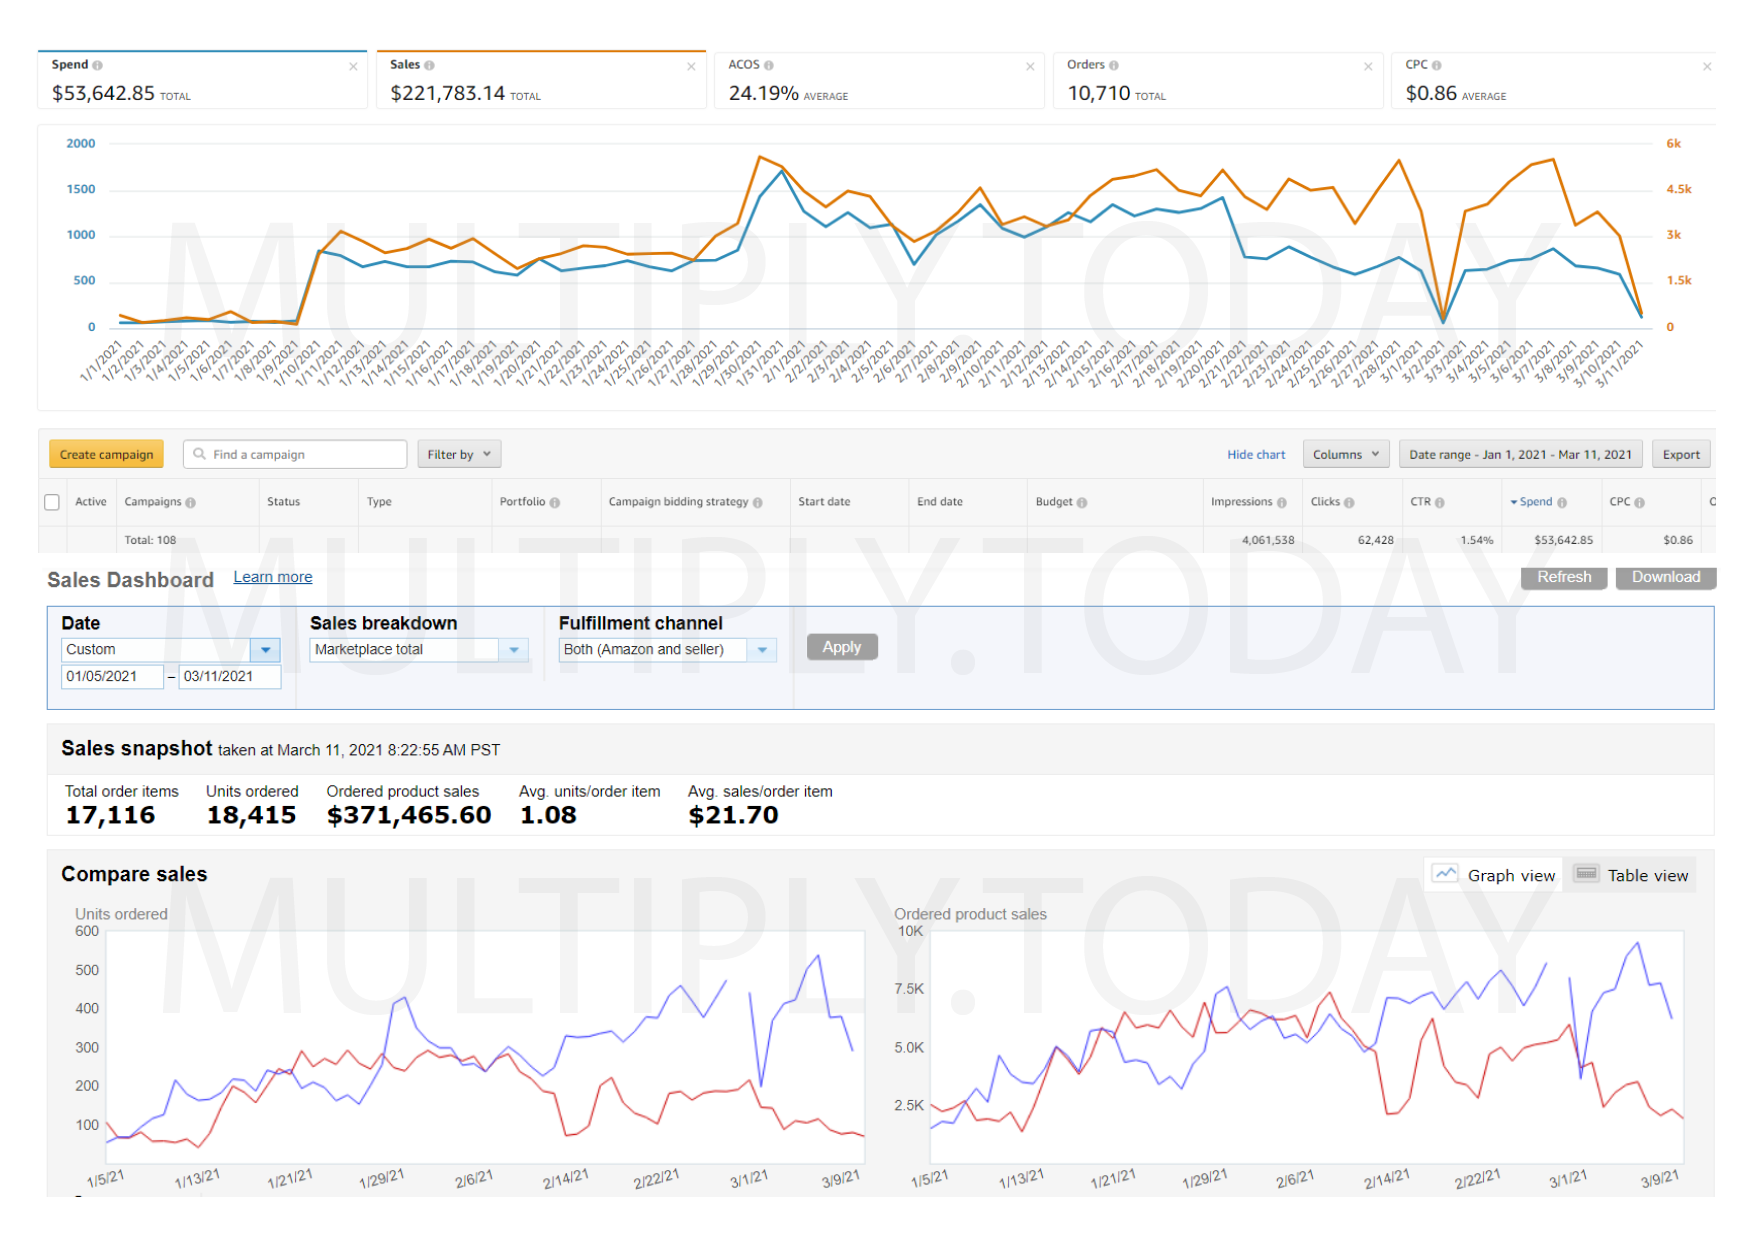 Spend Sales ACOS Orders CPC
$53,642.85 TOTAL $221,783.14 TOTAL 24.19% AVERAGE 10,710 TOTAL $0.86 AVERAGE
2000 6k
1500 4.5k
1000 3k
500 1.5k
0 0
1/1/2021 1/2/2021 1/3/2021 1/4/2021 1/5/2021 1/6/2021 1/7/2021 1/8/2021 1/9/2021 1/10/2021 1/11/2021 1/12/2021 1/13/2021 1/14/2021 1/15/2021 1/16/2021 1/17/2021 1/18/2021 1/19/2021 1/20/2021 1/21/2021 1/22/2021 1/23/2021 1/24/2021 1/25/2021 1/26/2021 1/27/2021 1/28/2021 1/29/2021 1/30/2021 1/31/2021 2/1/2021 2/2/2021 2/3/2021 2/4/2021 2/5/2021 2/6/2021 2/7/2021 2/8/2021 2/9/2021 2/10/2021 2/11/2021 2/12/2021 2/13/2021 2/14/2021 2/15/2021 2/16/2021 2/17/2021 2/18/2021 2/19/2021 2/20/2021 2/21/2021 2/22/2021 2/23/2021 2/24/2021 2/25/2021 2/26/2021 2/27/2021 2/28/2021 3/1/2021 3/2/2021 3/3/2021 3/4/2021 3/5/2021 3/6/2021 3/7/2021 3/8/2021 3/9/2021 3/10/2021 3/11/2021
MULTIPLY.TODAY
Create campaign Find a campaign Filter by Hide chart Columns Date range - Jan 1, 2021 - Mar 11, 2021 Export
Active Campaigns Status Type Portfolio Campaign bidding strategy Start date End date Budget Impressions Clicks CTR Spend CPC
Total: 108 4,061,538 62,428 1.54% $53,642.85 $0.86
Sales Dashboard Learn more Refresh Download
MULTIPLY.TODAY
Date Sales breakdown Fulfillment channel
Custom Marketplace total Both (Amazon and seller) Apply
01/05/2021 – 03/11/2021
Sales snapshot taken at March 11, 2021 8:22:55 AM PST
Total order items Units ordered Ordered product sales Avg. units/order item Avg. sales/order item
17,116 18,415 $371,465.60 1.08 $21.70
Compare sales Graph view Table view
MULTIPLY.TODAY
Units ordered Ordered product sales
600 10K
500
400 7.5K
300 5.0K
200
100 2.5K
1/5/21 1/13/21 1/21/21 1/29/21 2/6/21 2/14/21 2/22/21 3/1/21 3/9/21 1/5/21 1/13/21 1/21/21 1/29/21 2/6/21 2/14/21 2/22/21 3/1/21 3/9/21